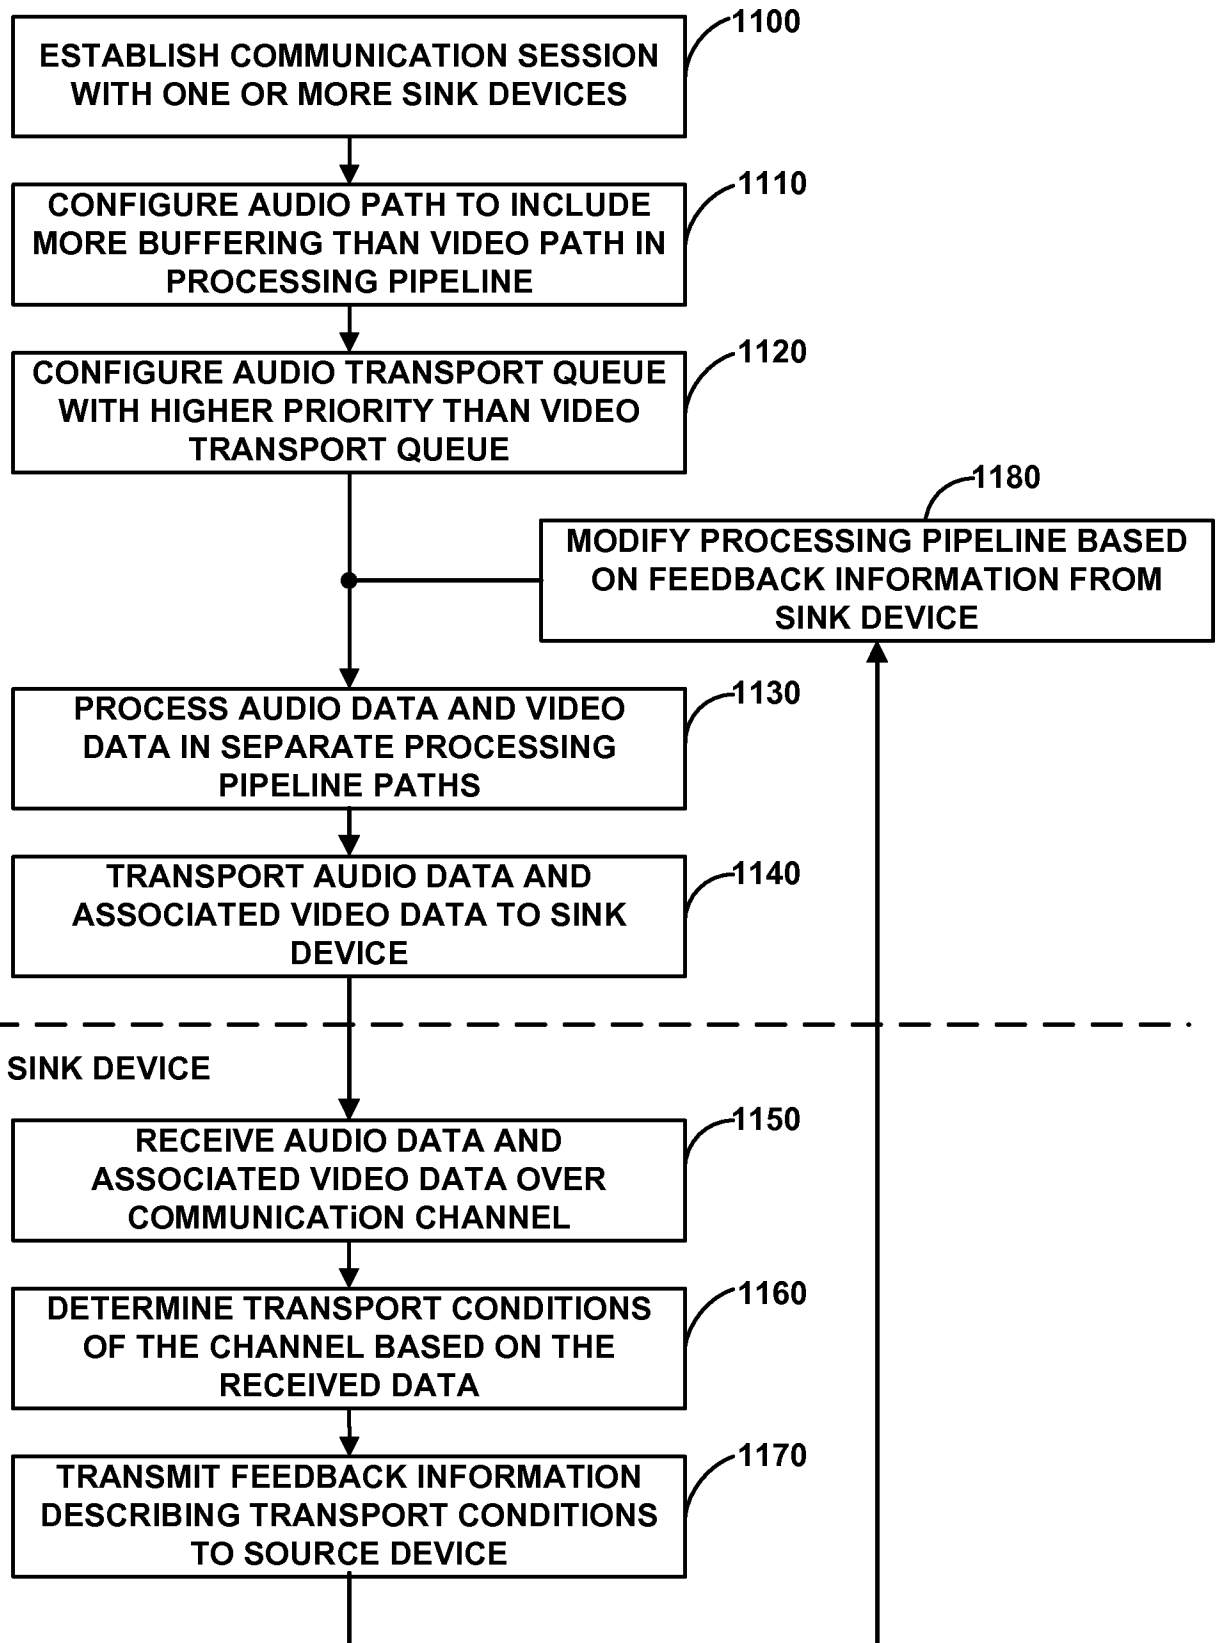 1100
ESTABLISH COMMUNICATION SESSION
WITH ONE OR MORE SINK DEVICES
1110
CONFIGURE AUDIO PATH TO INCLUDE
MORE BUFFERING THAN VIDEO PATH IN
PROCESSING PIPELINE
1120
CONFIGURE AUDIO TRANSPORT QUEUE
WITH HIGHER PRIORITY THAN VIDEO
TRANSPORT QUEUE
1180
MODIFY PROCESSING PIPELINE BASED
ON FEEDBACK INFORMATION FROM
SINK DEVICE
1130
PROCESS AUDIO DATA AND VIDEO
DATA IN SEPARATE PROCESSING
PIPELINE PATHS
1140
TRANSPORT AUDIO DATA AND
ASSOCIATED VIDEO DATA TO SINK
DEVICE
SINK DEVICE
1150
RECEIVE AUDIO DATA AND
ASSOCIATED VIDEO DATA OVER
COMMUNICATiON CHANNEL
1160
DETERMINE TRANSPORT CONDITIONS
OF THE CHANNEL BASED ON THE
RECEIVED DATA
1170
TRANSMIT FEEDBACK INFORMATION
DESCRIBING TRANSPORT CONDITIONS
TO SOURCE DEVICE